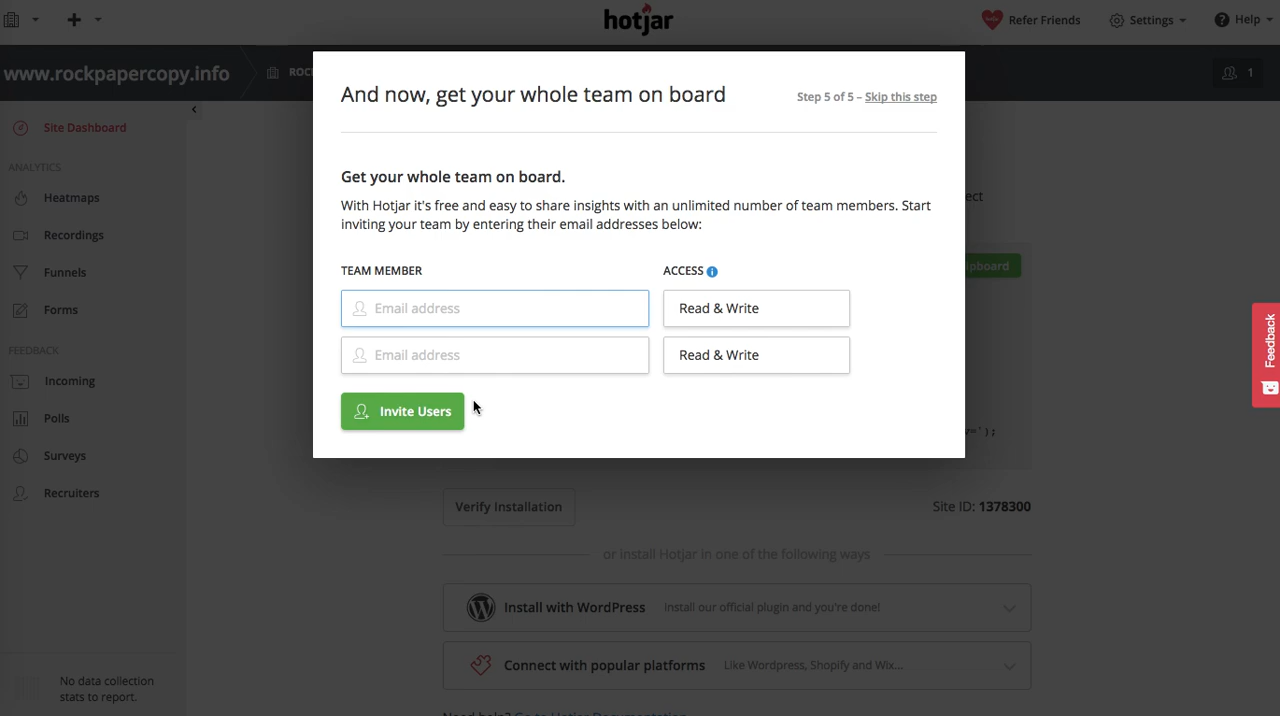 hotjar
Refer Friends
Settings
Help
www.rockpapercopy.info
1
And now, get your whole team on board
Step 5 of 5 – Skip this step
Get your whole team on board.
With Hotjar it's free and easy to share insights with an unlimited number of team members. Start
inviting your team by entering their email addresses below:
TEAM MEMBER
ACCESS
Email address
Read & Write
Email address
Read & Write
Invite Users
Site Dashboard
ANALYTICS
Heatmaps
Recordings
Funnels
Forms
FEEDBACK
Incoming
Polls
Surveys
Recruiters
No data collection
stats to report.
Feedback
Verify Installation
Site ID: 1378300
or install Hotjar in one of the following ways
Install with WordPress
Install our official plugin and you're done!
Connect with popular platforms
Like Wordpress, Shopify and Wix...